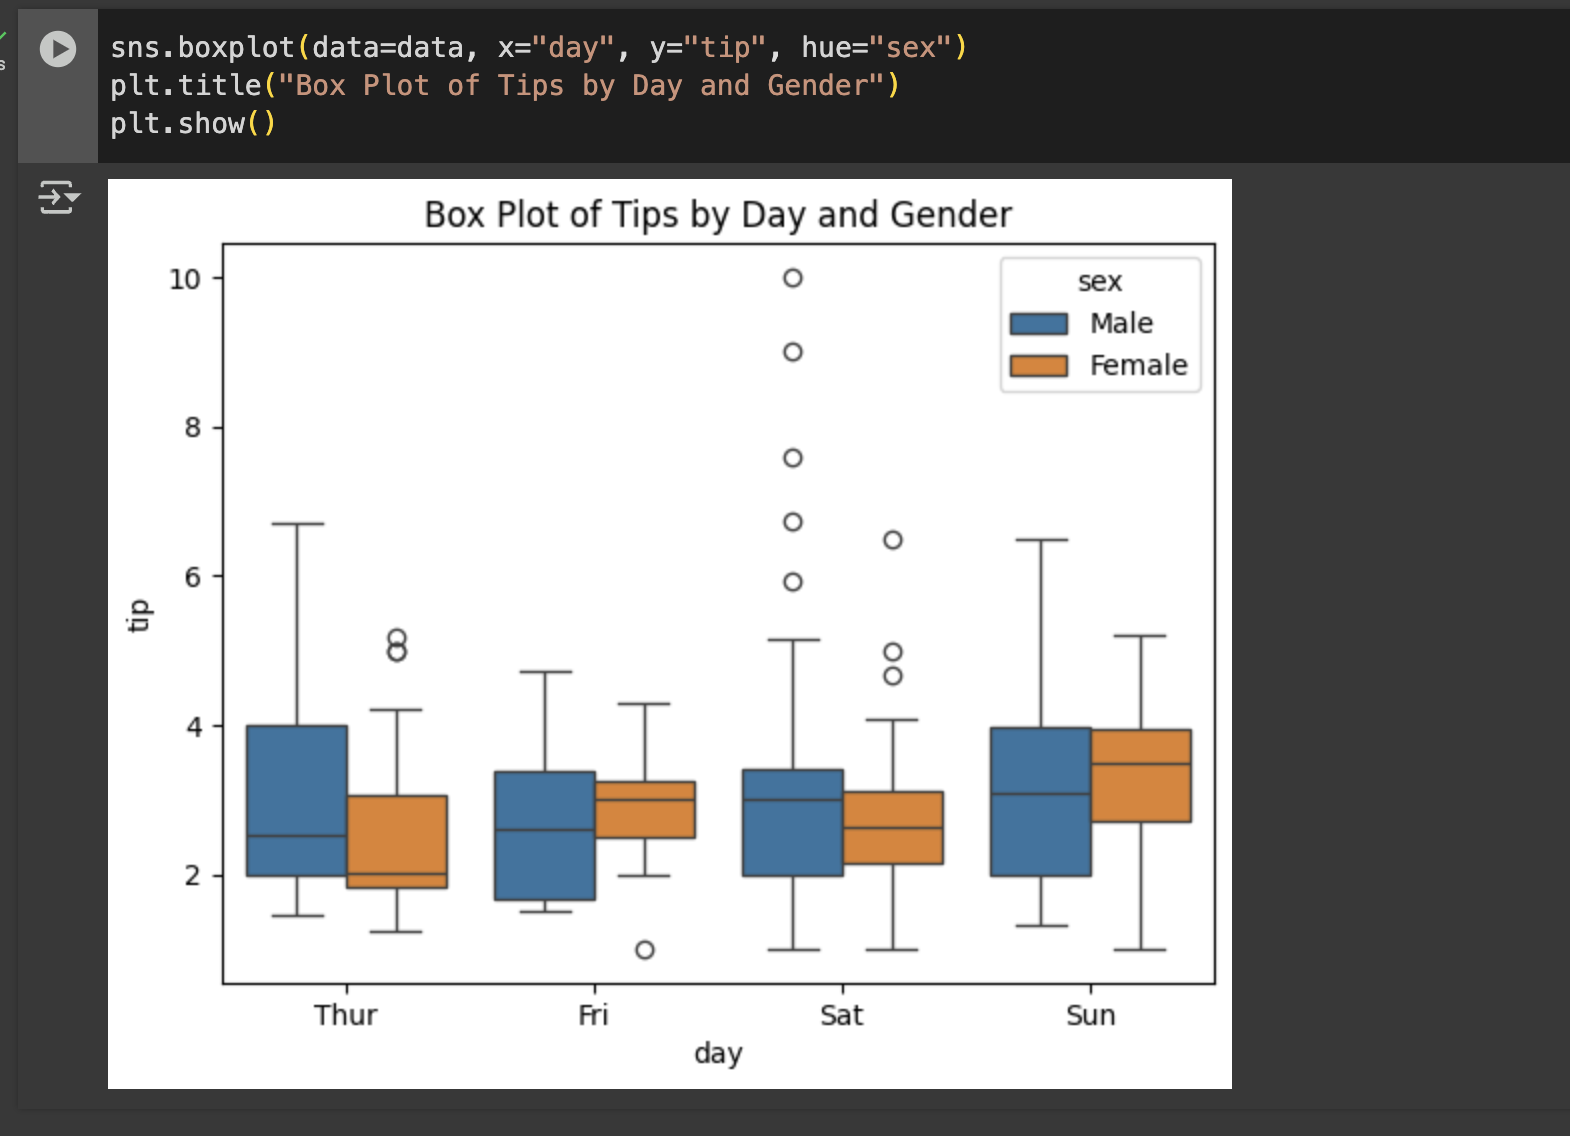 sns.boxplot(data=data, x="day", y="tip", hue="sex")
plt.title("Box Plot of Tips by Day and Gender")
plt.show()
s
Box Plot of Tips by Day and Gender
sex
Male
Female
10
8
6
4
2
tip
Thur Fri Sat Sun
day